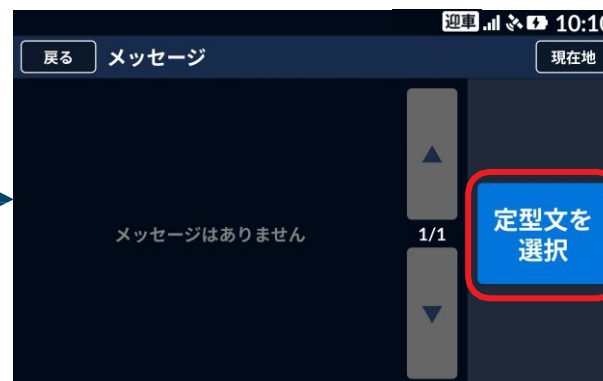 迎車 10:10
戻る メッセージ 現在地
メッセージはありません
1/1
定型文を
選択